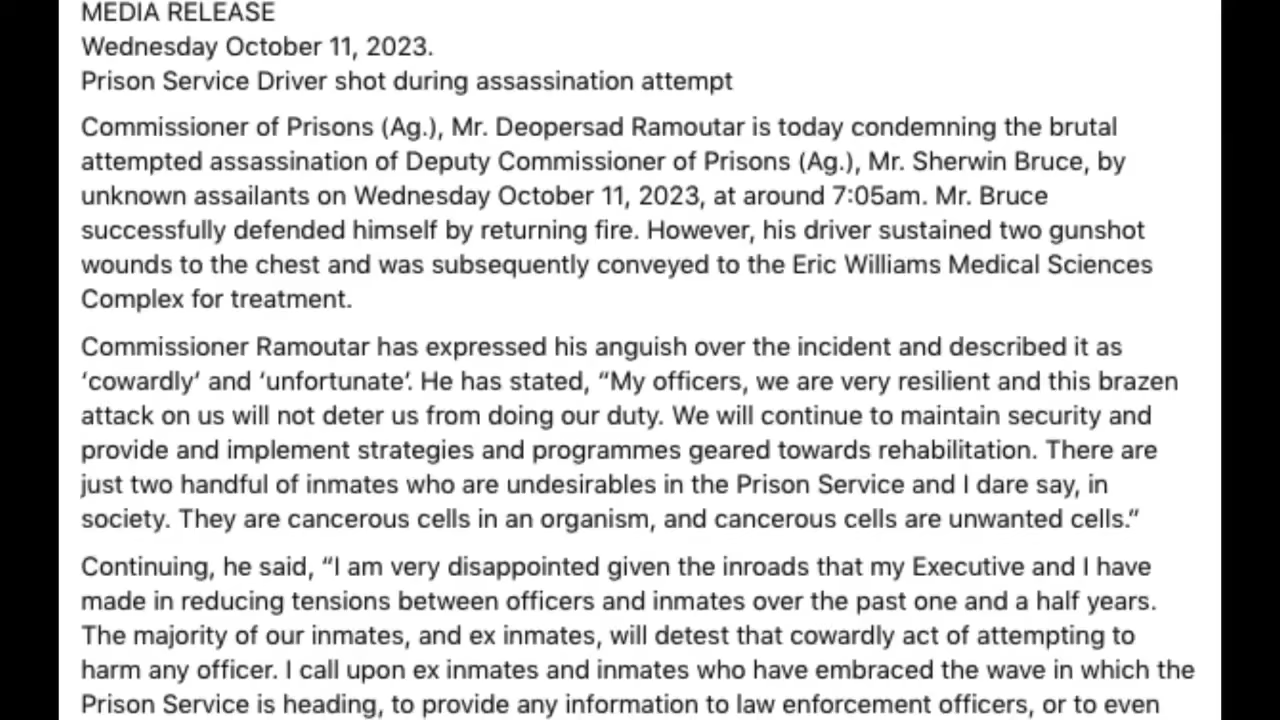 MEDIA RELEASE
Wednesday October 11, 2023.
Prison Service Driver shot during assassination attempt
Commissioner of Prisons (Ag.), Mr. Deopersad Ramoutar is today condemning the brutal
attempted assassination of Deputy Commissioner of Prisons (Ag.), Mr. Sherwin Bruce, by
unknown assailants on Wednesday October 11, 2023, at around 7:05am. Mr. Bruce
successfully defended himself by returning fire. However, his driver sustained two gunshot
wounds to the chest and was subsequently conveyed to the Eric Williams Medical Sciences
Complex for treatment.
Commissioner Ramoutar has expressed his anguish over the incident and described it as
‘cowardly’ and ‘unfortunate’. He has stated, “My officers, we are very resilient and this brazen
attack on us will not deter us from doing our duty. We will continue to maintain security and
provide and implement strategies and programmes geared towards rehabilitation. There are
just two handful of inmates who are undesirables in the Prison Service and I dare say, in
society. They are cancerous cells in an organism, and cancerous cells are unwanted cells.”
Continuing, he said, “I am very disappointed given the inroads that my Executive and I have
made in reducing tensions between officers and inmates over the past one and a half years.
The majority of our inmates, and ex inmates, will detest that cowardly act of attempting to
harm any officer. I call upon ex inmates and inmates who have embraced the wave in which the
Prison Service is heading, to provide any information to law enforcement officers, or to even